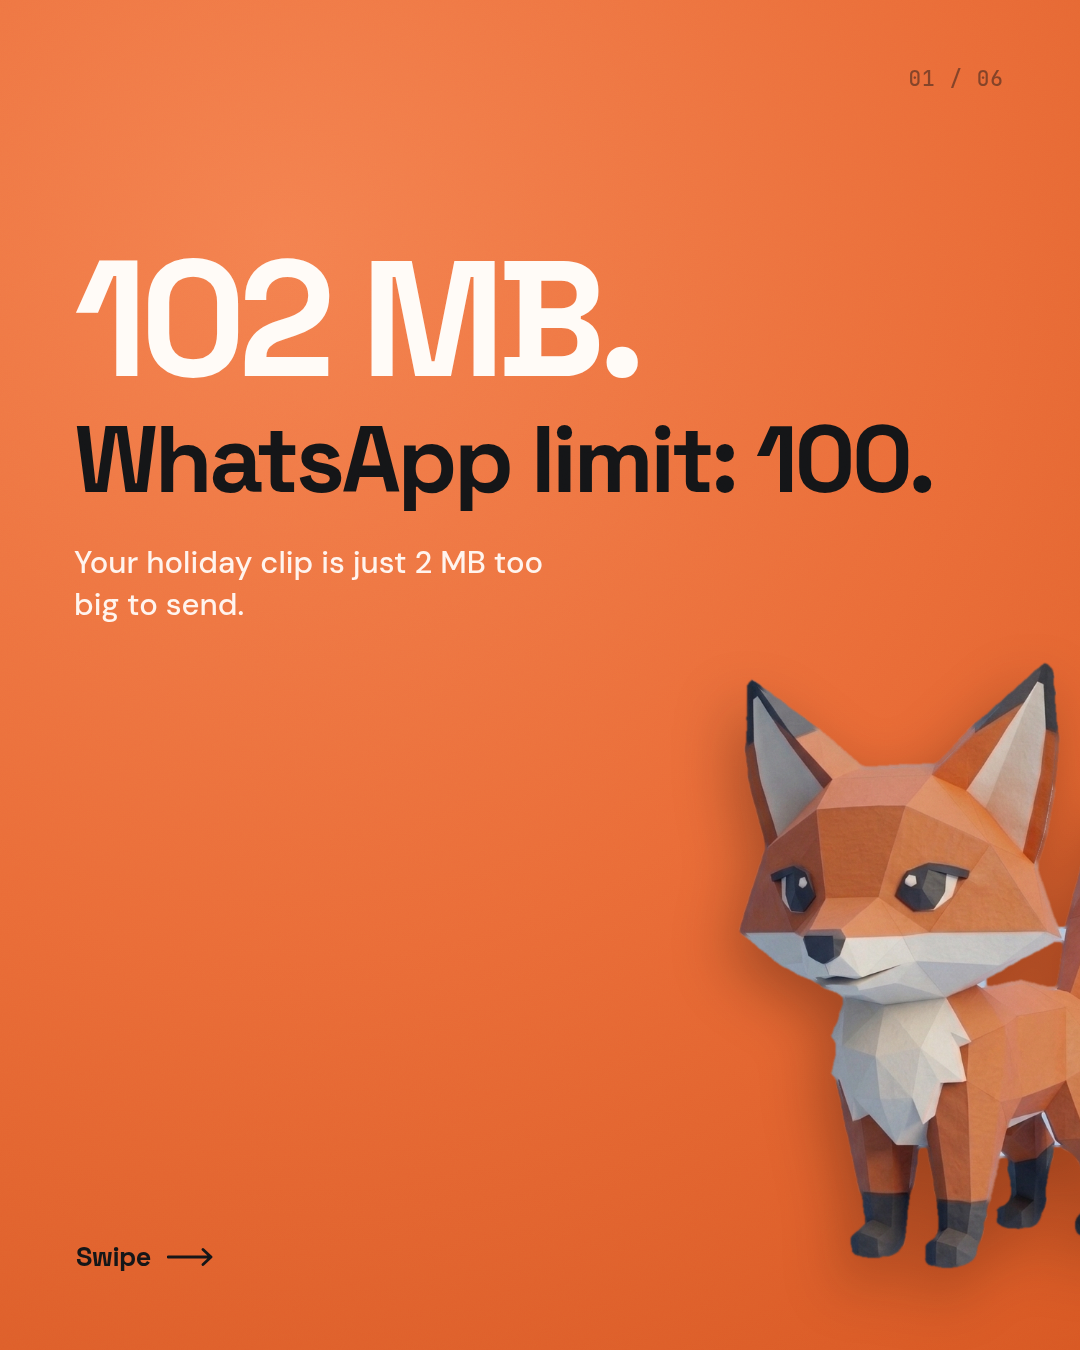 01 / 06
102 MB.
WhatsApp limit: 100.
Your holiday clip is just 2 MB too
big to send.
Swipe →